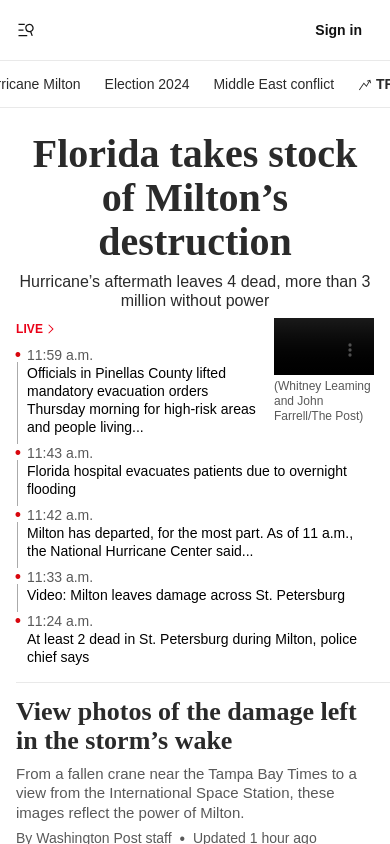 Sign in
rricane Milton Election 2024 Middle East conflict
Florida takes stock
of Milton’s
destruction
Hurricane’s aftermath leaves 4 dead, more than 3
million without power
LIVE
(Whitney Leaming
and John
Farrell/The Post)
11:59 a.m.
Officials in Pinellas County lifted
mandatory evacuation orders
Thursday morning for high-risk areas
and people living...
11:43 a.m.
Florida hospital evacuates patients due to overnight
flooding
11:42 a.m.
Milton has departed, for the most part. As of 11 a.m.,
the National Hurricane Center said...
11:33 a.m.
Video: Milton leaves damage across St. Petersburg
11:24 a.m.
At least 2 dead in St. Petersburg during Milton, police
chief says
View photos of the damage left
in the storm’s wake
From a fallen crane near the Tampa Bay Times to a
view from the International Space Station, these
images reflect the power of Milton.
By Washington Post staff • Updated 1 hour ago